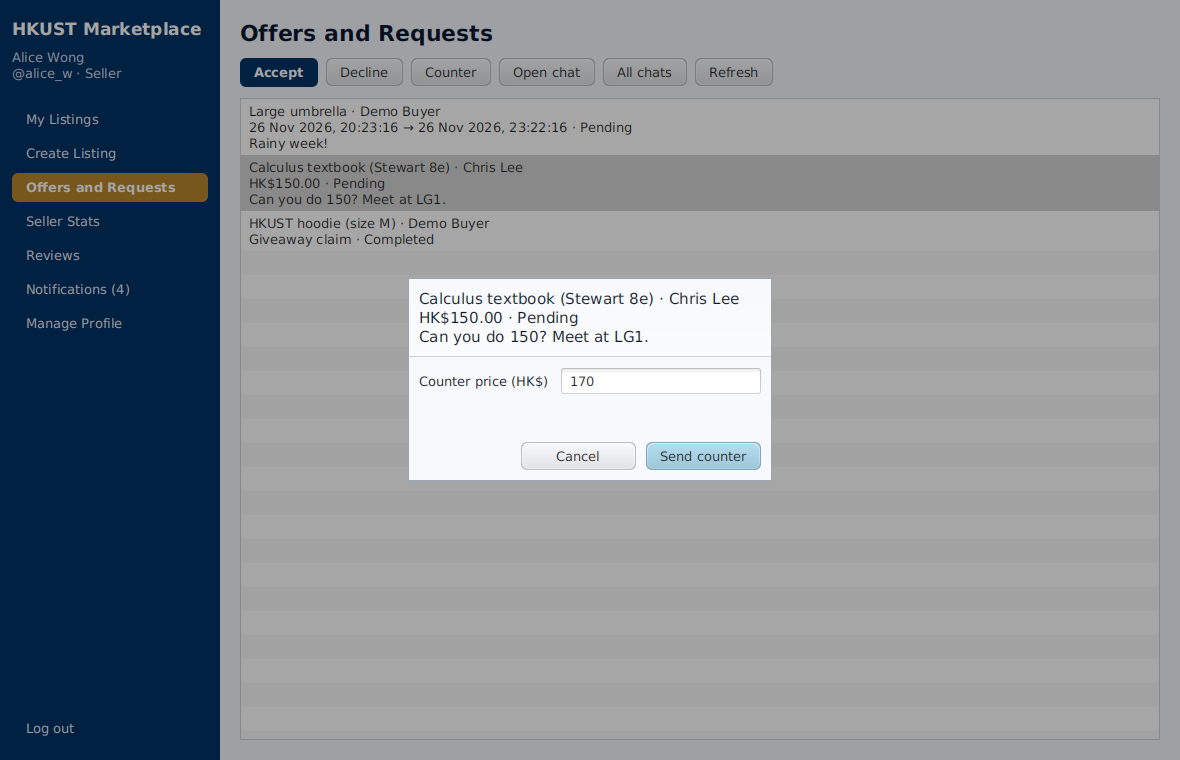 HKUST Marketplace
Alice Wong
@alice_w · Seller
My Listings
Create Listing
Offers and Requests
Seller Stats
Reviews
Notifications (4)
Manage Profile
Log out
Offers and Requests
Accept
Decline
Counter
Open chat
All chats
Refresh
Large umbrella · Demo Buyer
26 Nov 2026, 20:23:16 → 26 Nov 2026, 23:22:16 · Pending
Rainy week!
Calculus textbook (Stewart 8e) · Chris Lee
HK$150.00 · Pending
Can you do 150? Meet at LG1.
HKUST hoodie (size M) · Demo Buyer
Giveaway claim · Completed
Calculus textbook (Stewart 8e) · Chris Lee
HK$150.00 · Pending
Can you do 150? Meet at LG1.
Counter price (HK$)
170
Cancel
Send counter